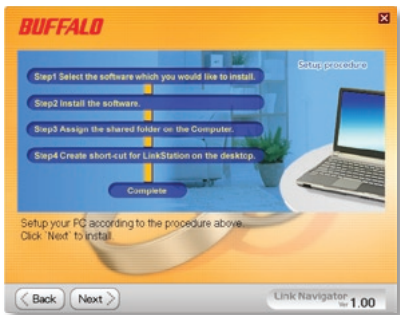 BUFFALO
Setup procedure
Step1 Select the software which you would like to install.
Step2 Install the software.
Step3 Assign the shared folder on the Computer.
Step4 Create short-cut for LinkStation on the desktop.
Complete
Setup your PC according to the procedure above.
Click `Next´ to install.
Back
Next
Link Navigator Ver 1.00